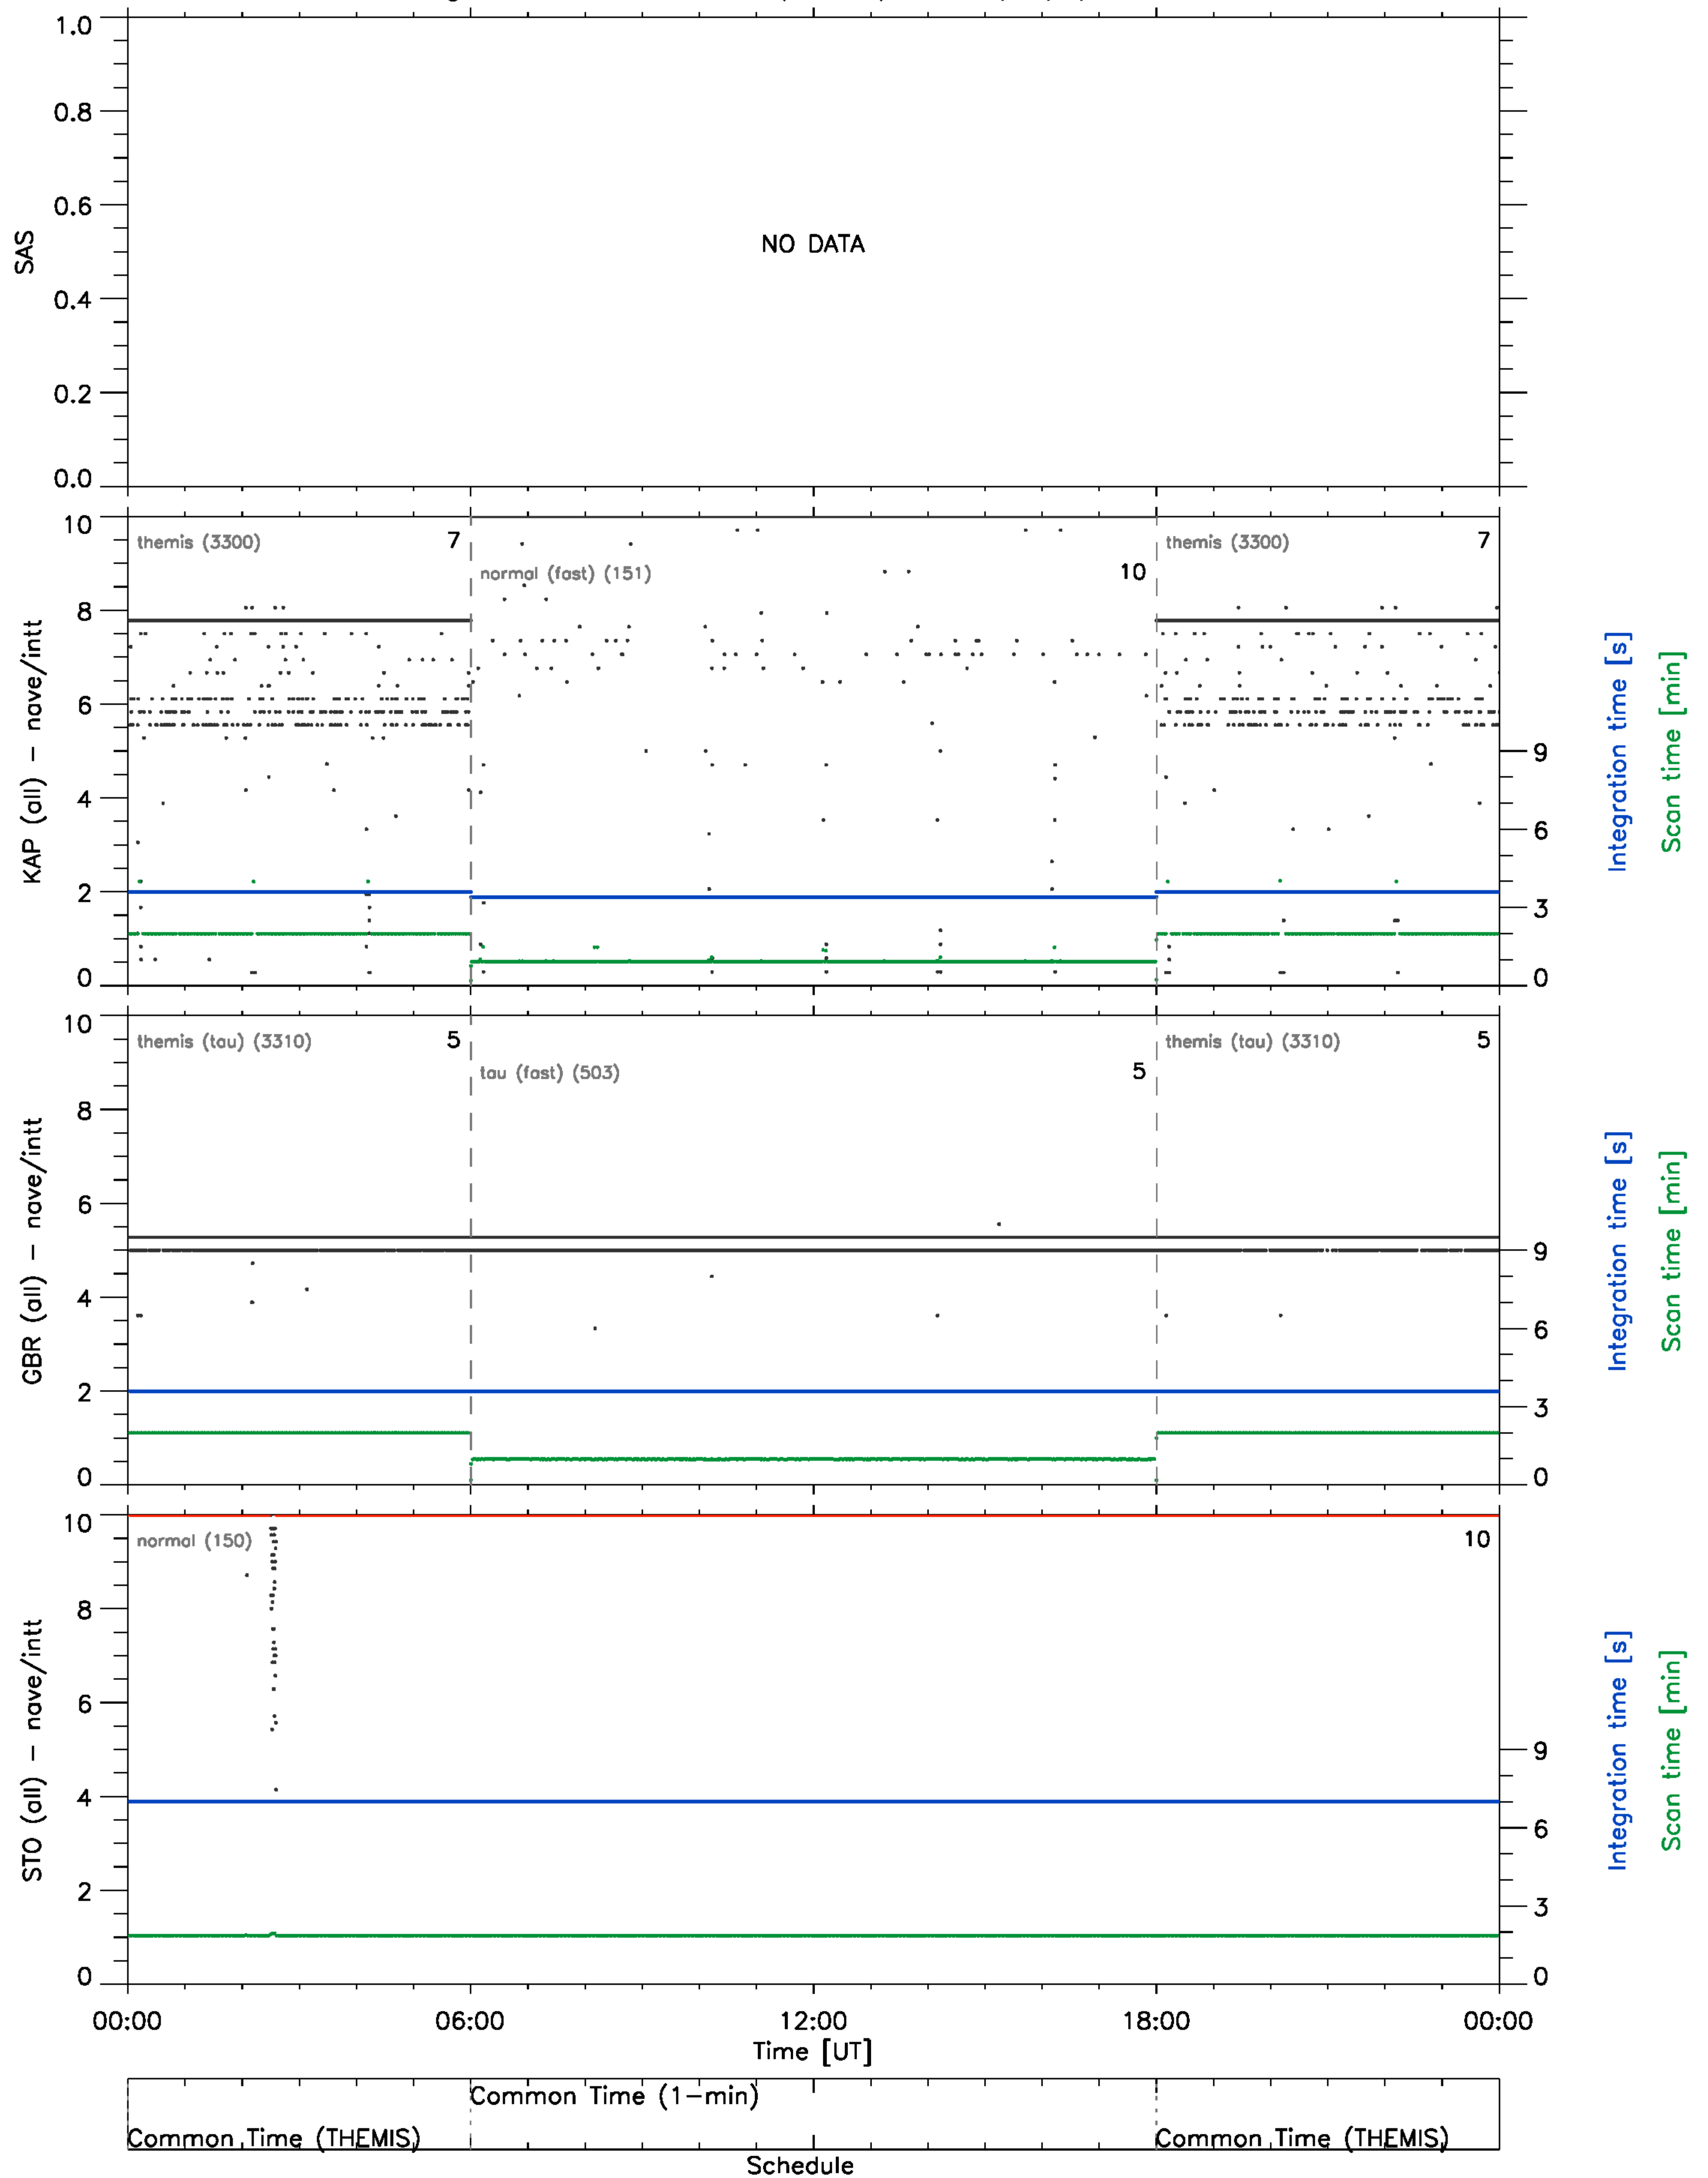 1.0
0.8
0.6
0.4
0.2
0.0
SAS
NO DATA
10
8
6
4
2
0
KAP (all) − nave/intt
themis (3300)
7
normal (fast) (151)
10
themis (3300)
7
9
6
3
0
Integration time [s]
Scan time [min]
10
8
6
4
2
0
GBR (all) − nave/intt
themis (tau) (3310)
5
tau (fast) (503)
5
themis (tau) (3310)
5
9
6
3
0
Integration time [s]
Scan time [min]
10
8
6
4
2
0
STO (all) − nave/intt
normal (150)
10
9
6
3
0
Integration time [s]
Scan time [min]
00:00
06:00
12:00
18:00
00:00
Time [UT]
Common Time (1−min)
Common Time (THEMIS)
Common Time (THEMIS)
Schedule